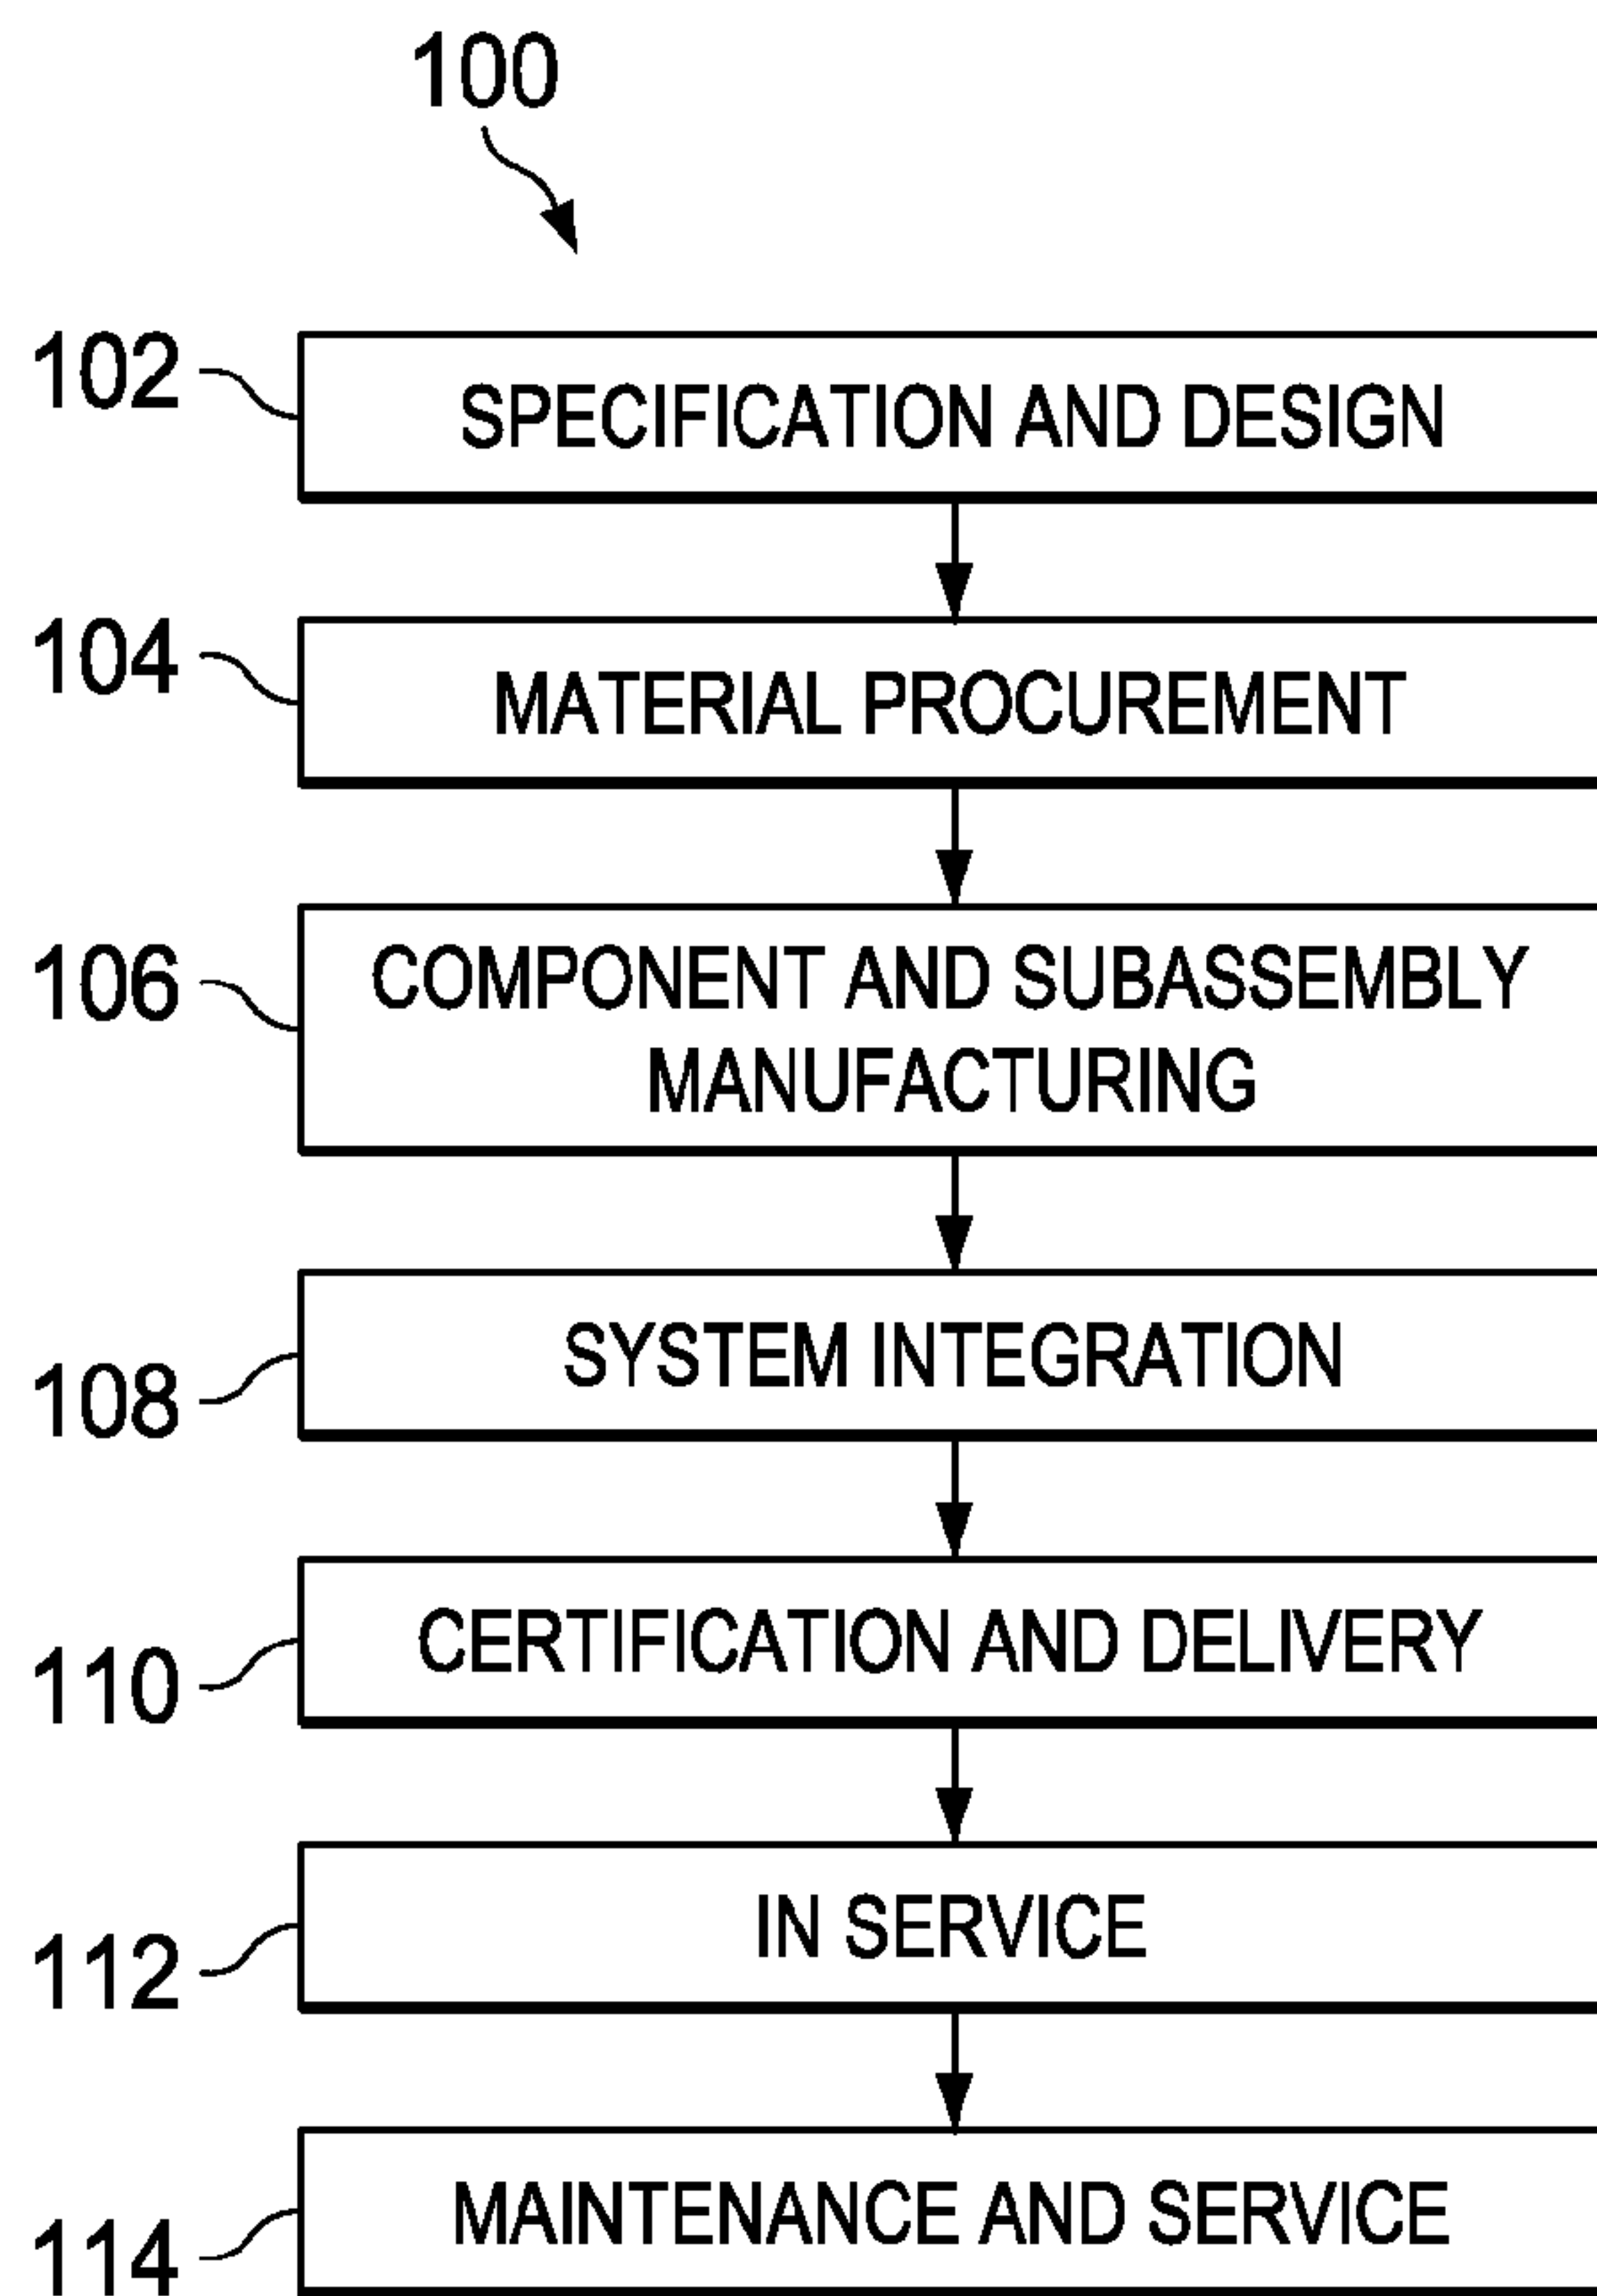 100
102
SPECIFICATION AND DESIGN
104
MATERIAL PROCUREMENT
106
COMPONENT AND SUBASSEMBLY
MANUFACTURING
108
SYSTEM INTEGRATION
110
CERTIFICATION AND DELIVERY
112
IN SERVICE
114
MAINTENANCE AND SERVICE